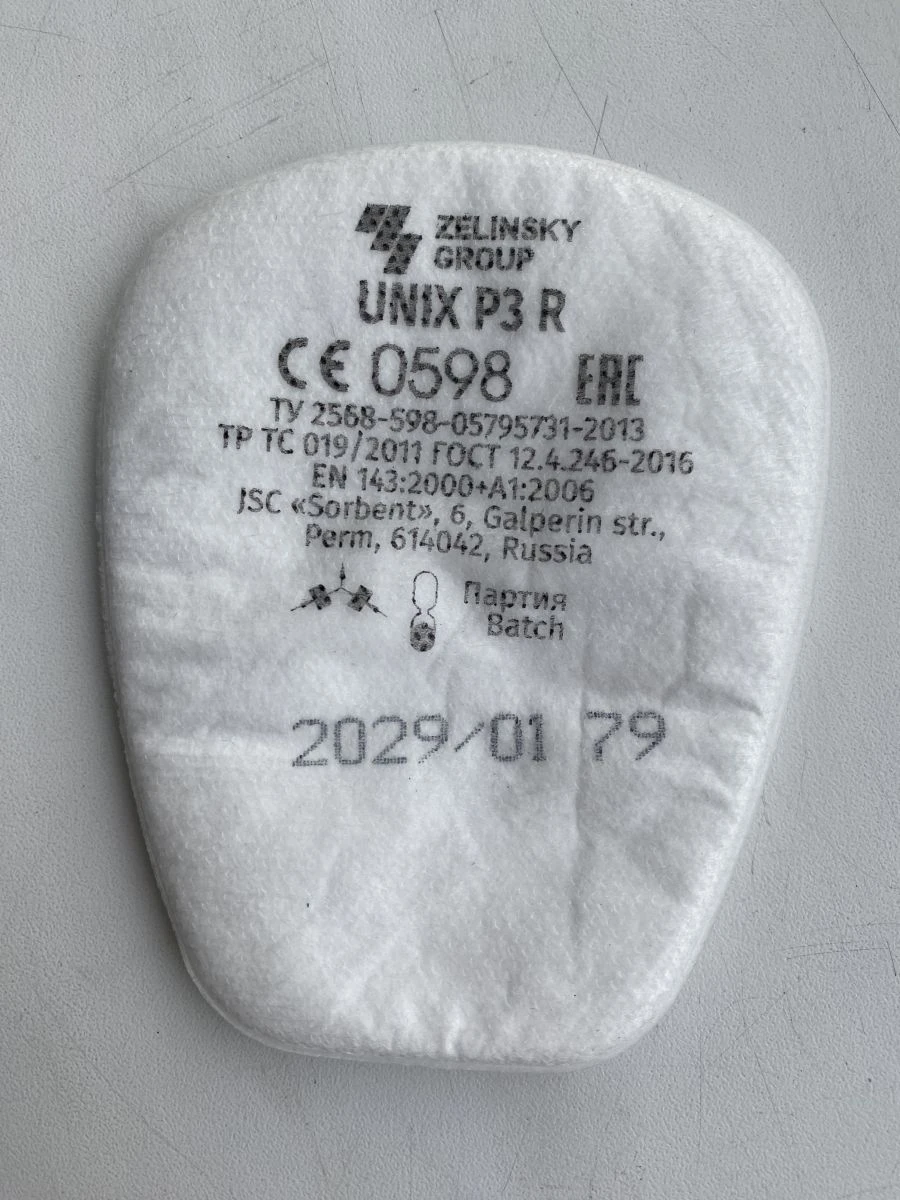 ZELINSKY
GROUP
UNIX P3 R
CE 0598 EAC
ТУ 2568-598-05795731-2013
ТР ТС 019/2011 ГОСТ 12.4.246-2016
EN 143:2000+A1:2006
JSC «Sorbent», 6, Galperin str.,
Perm, 614042, Russia
Партия
Batch
2029/01 79